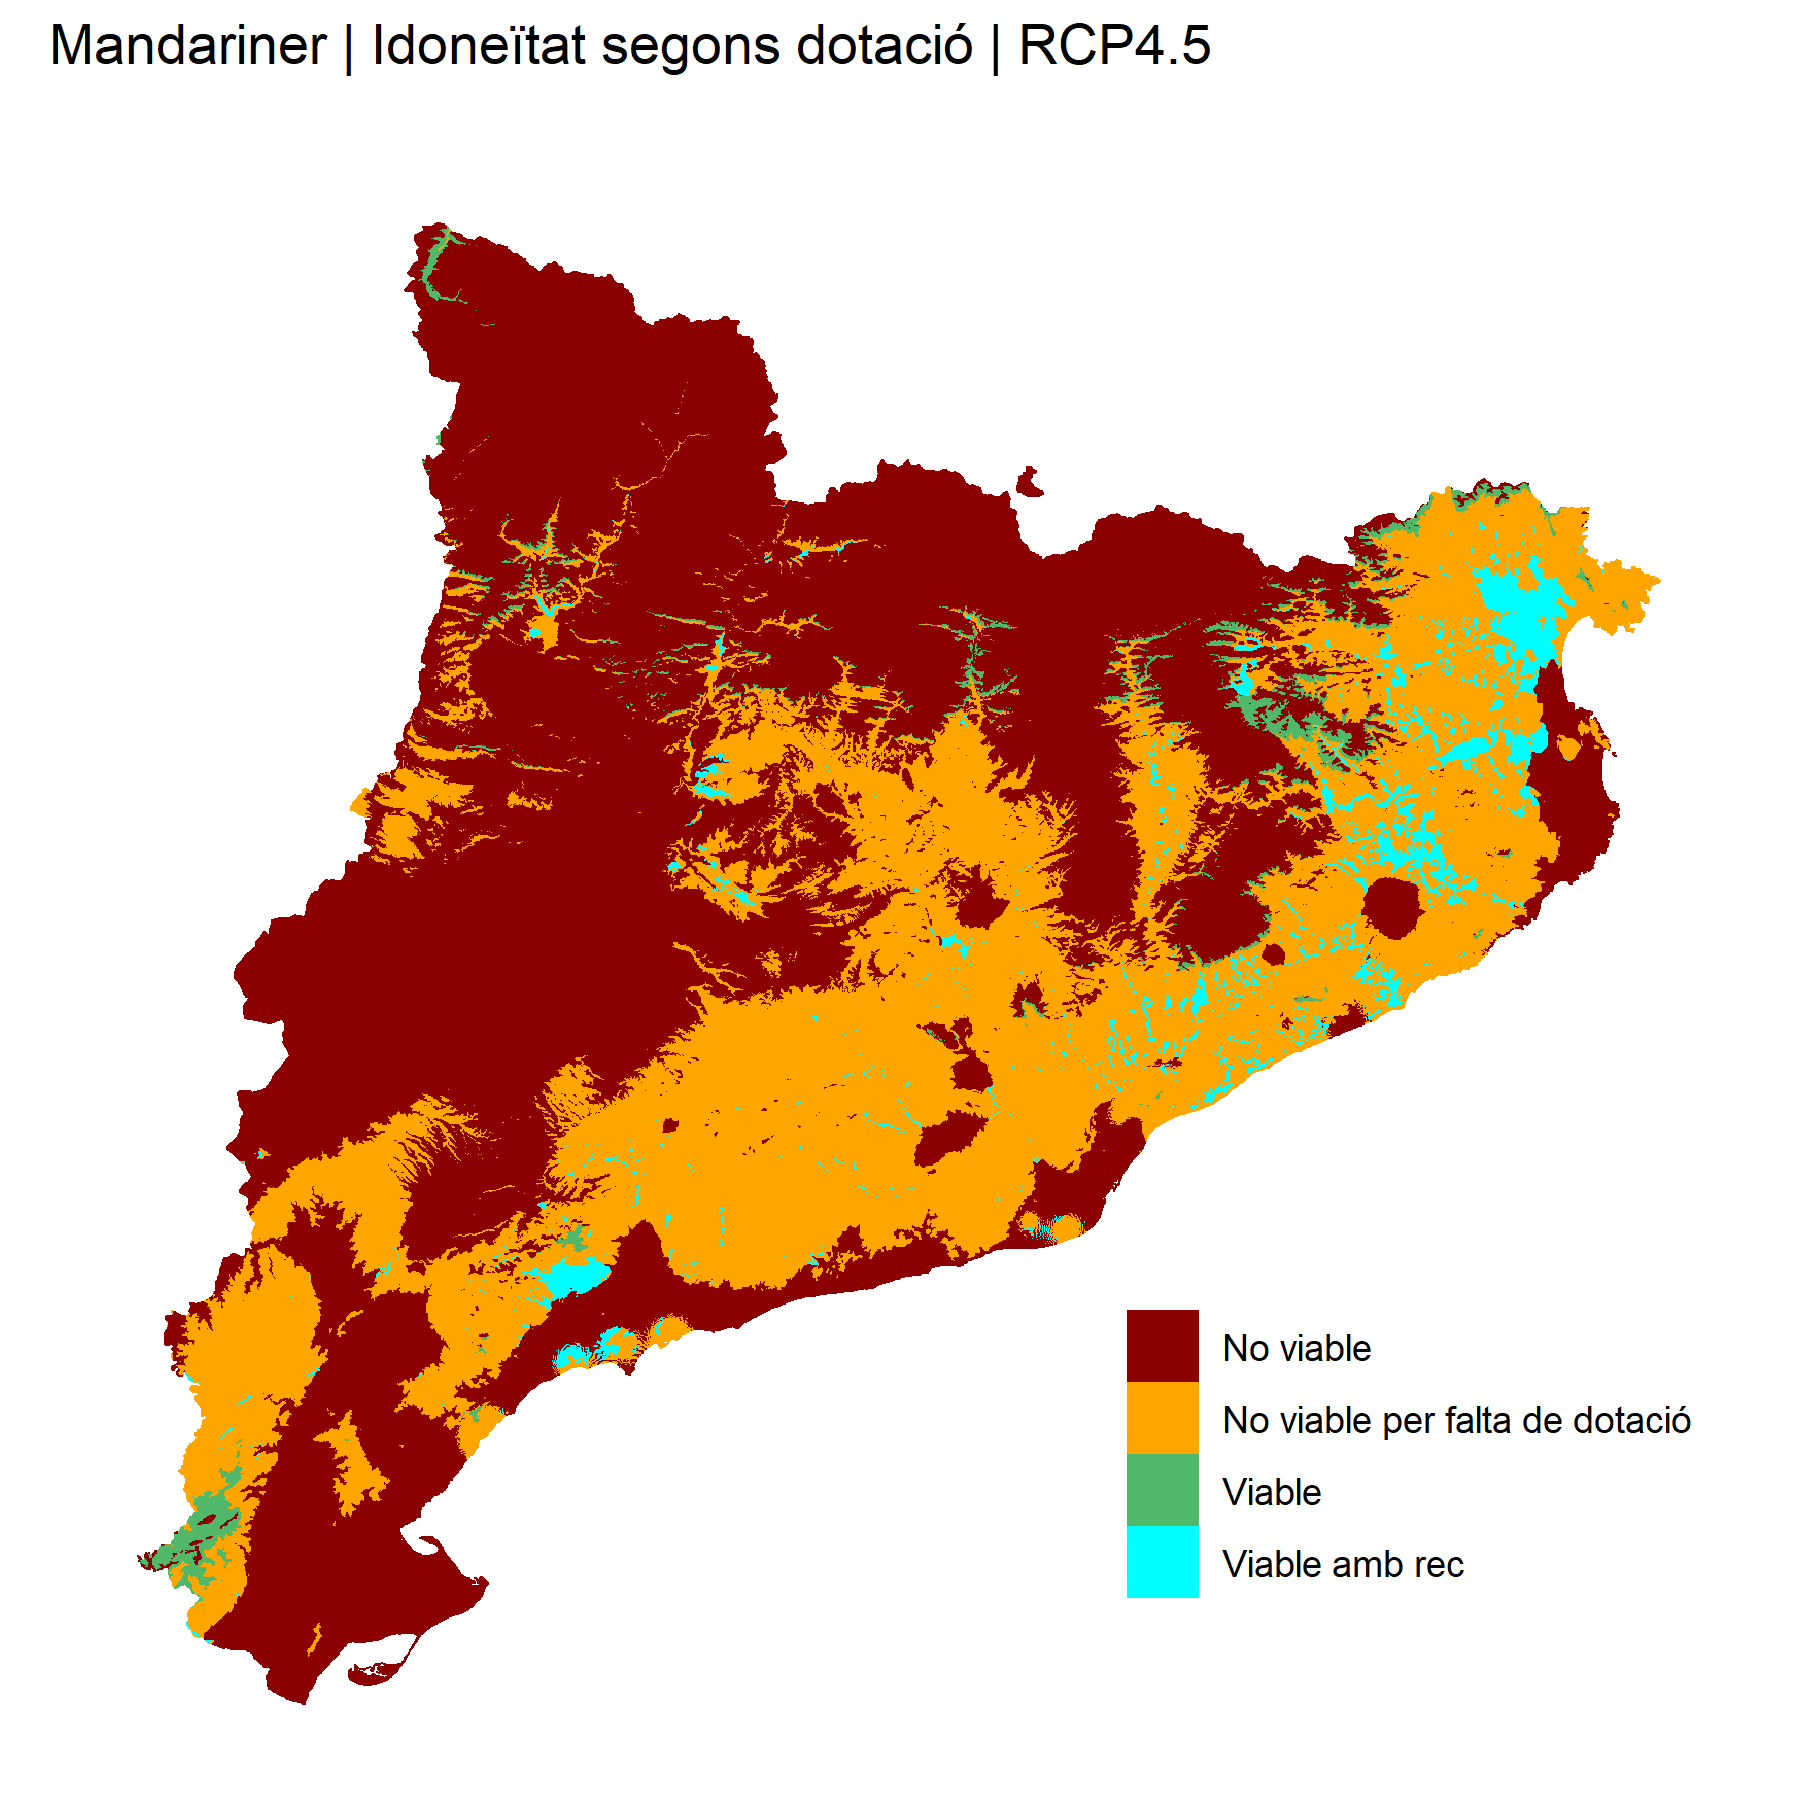 Mandariner | Idoneïtat segons dotació | RCP4.5
No viable
No viable per falta de dotació
Viable
Viable amb rec